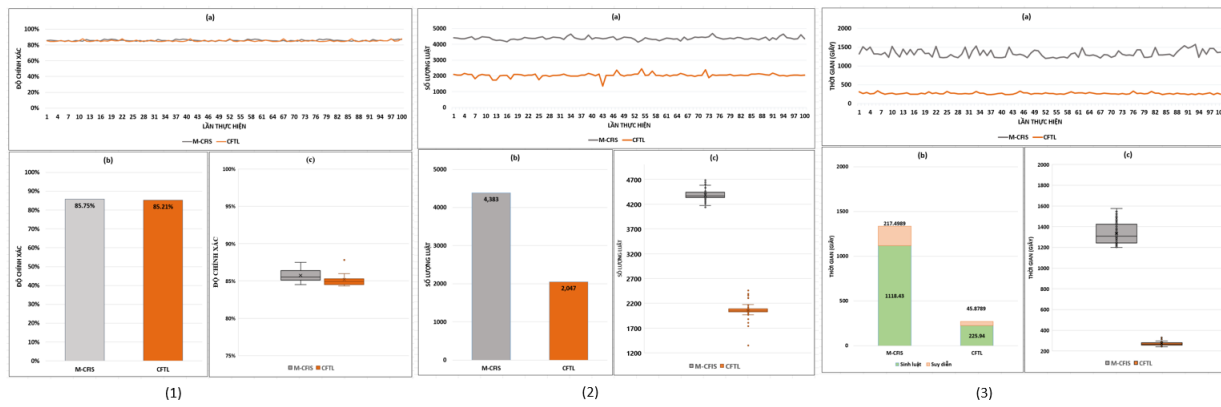 (a)
100%
80%
60%
40%
20%
0%
ĐỘ CHÍNH XÁC
1 4 7 10 13 16 19 22 25 28 31 34 37 40 43 46 49 52 55 58 61 64 67 70 73 76 79 82 85 88 91 94 97 100
LẦN THỰC HIỆN
M-CFIS CFTL
(b)
100%
90%
80%
70%
60%
50%
40%
30%
20%
10%
0%
ĐỘ CHÍNH XÁC
85.75% 85.21%
M-CFIS CFTL
(c)
95%
90%
85%
80%
75%
ĐỘ CHÍNH XÁC
M-CFIS CFTL
(1)
(a)
5000
4000
3000
2000
1000
0
SỐ LƯỢNG LUẬT
1 4 7 10 13 16 19 22 25 28 31 34 37 40 43 46 49 52 55 58 61 64 67 70 73 76 79 82 85 88 91 94 97 100
LẦN THỰC HIỆN
M-CFIS CFTL
(b)
5000
4000
3000
2000
1000
0
SỐ LƯỢNG LUẬT
4,383
2,047
M-CFIS CFTL
(c)
4700
4200
3700
3200
2700
2200
1700
1200
SỐ LƯỢNG LUẬT
M-CFIS CFTL
(2)
(a)
2000
1500
1000
500
0
THỜI GIAN (GIÂY)
1 4 7 10 13 16 19 22 25 28 31 34 37 40 43 46 49 52 55 58 61 64 67 70 73 76 79 82 85 88 91 94 97 100
LẦN THỰC HIỆN
M-CFIS CFTL
(b)
2000
1500
1000
500
0
THỜI GIAN (GIÂY)
217.4989
1118.43
45.8789
225.94
M-CFIS CFTL
Sinh luật Suy diễn
(c)
2000
1800
1600
1400
1200
1000
800
600
400
200
THỜI GIAN (GIÂY)
M-CFIS CFTL
(3)